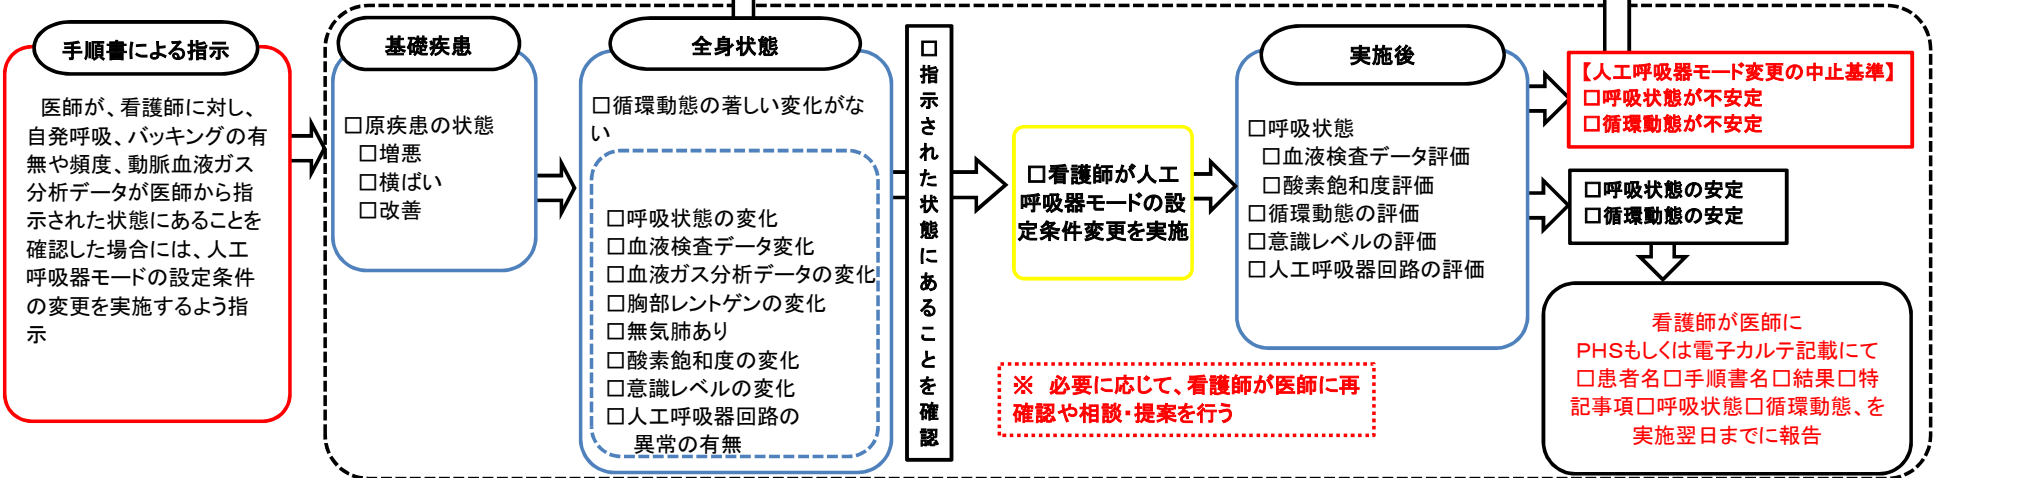 手順書による指示
医師が、看護師に対し、
自発呼吸、バッキングの有
無や頻度、動脈血液ガス
分析データが医師から指
示された状態にあることを
確認した場合には、人工
呼吸器モードの設定条件
の変更を実施するよう指
示
基礎疾患
□原疾患の状態
□増悪
□横ばい
□改善
全身状態
□循環動態の著しい変化がな
い
□呼吸状態の変化
□血液検査データ変化
□血液ガス分析データの変化
□胸部レントゲンの変化
□無気肺あり
□酸素飽和度の変化
□意識レベルの変化
□人工呼吸器回路の
異常の有無
□指示された状態にあることを確認
□看護師が人工
呼吸器モードの設
定条件変更を実施
※　必要に応じて、看護師が医師に再
確認や相談・提案を行う
実施後
□呼吸状態
□血液検査データ評価
□酸素飽和度評価
□循環動態の評価
□意識レベルの評価
□人工呼吸器回路の評価
【人工呼吸器モード変更の中止基準】
□呼吸状態が不安定
□循環動態が不安定
□呼吸状態の安定
□循環動態の安定
看護師が医師に
PHSもしくは電子カルテ記載にて
□患者名□手順書名□結果□特
記事項□呼吸状態□循環動態、を
実施翌日までに報告